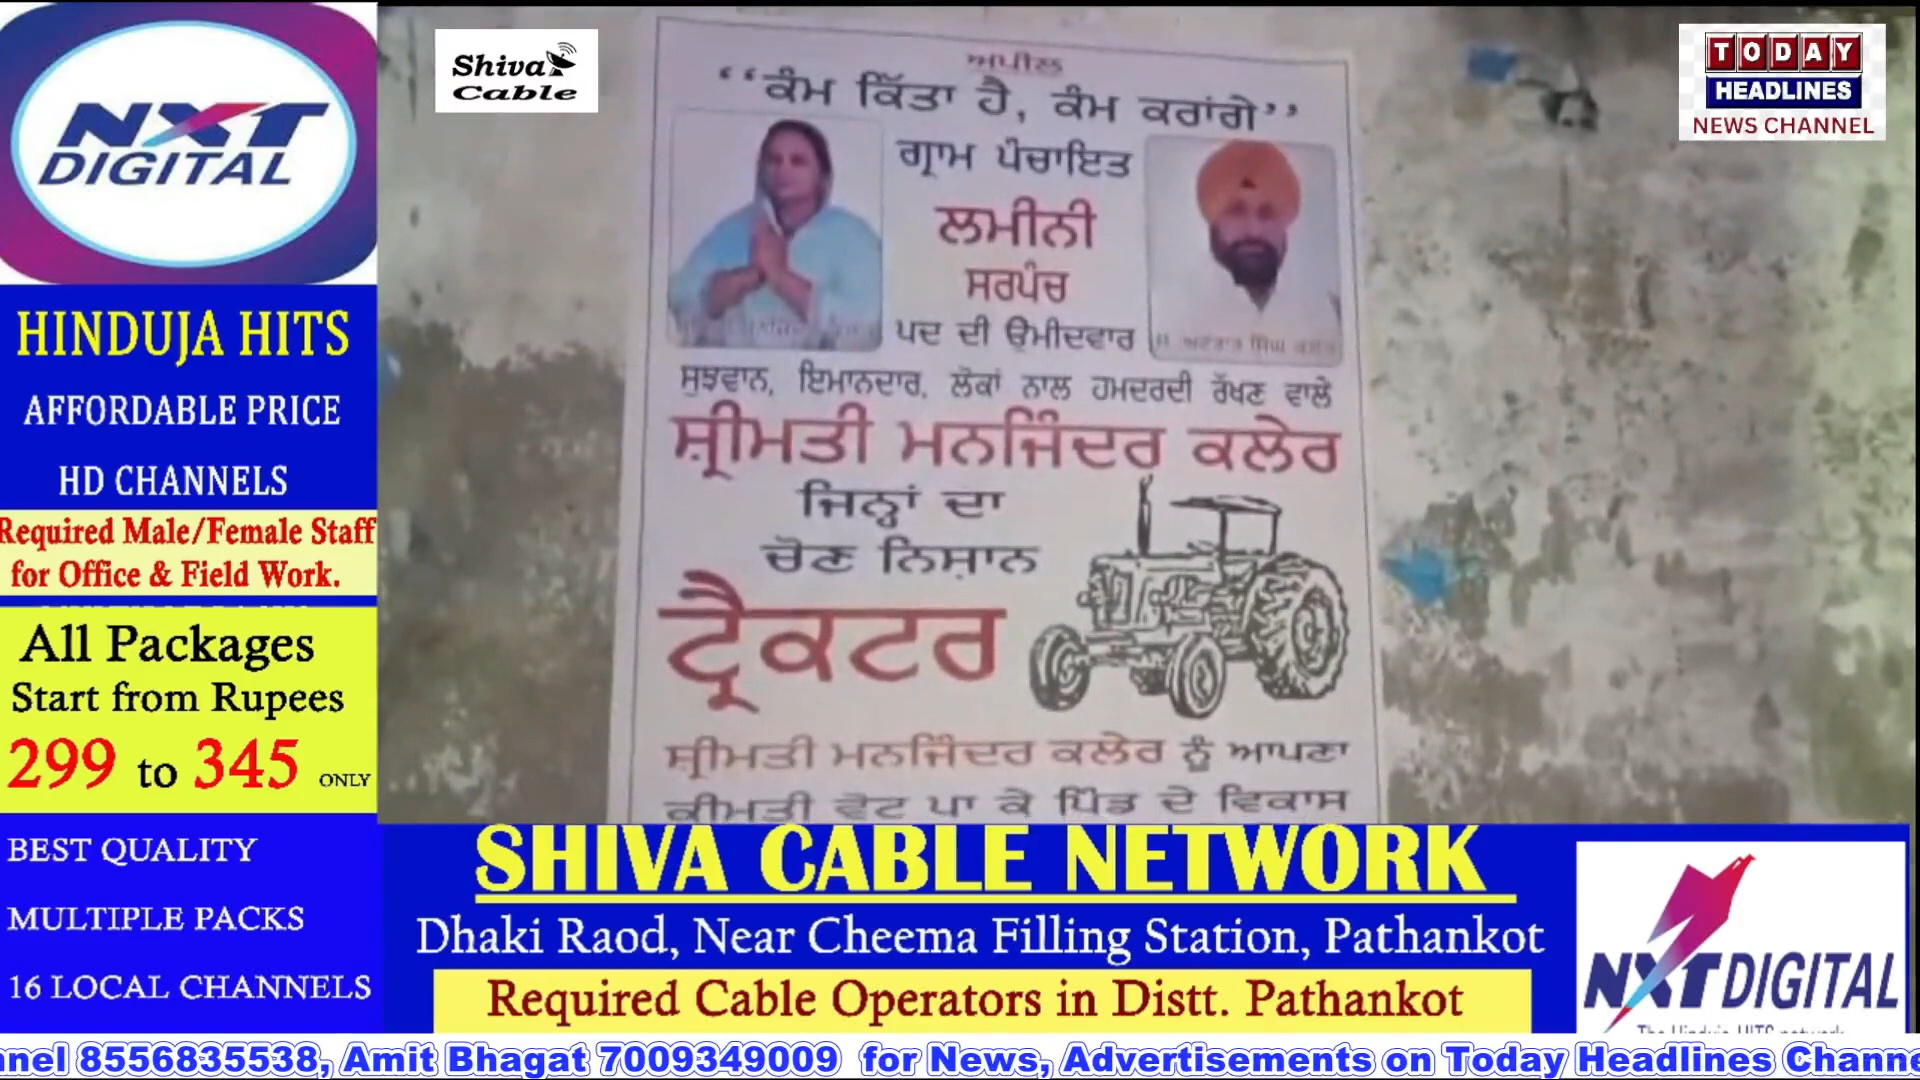 NXT
DIGITAL
HINDUJA HITS
AFFORDABLE PRICE
HD CHANNELS
Required Male/Female Staff
for Office & Field Work.
All Packages
Start from Rupees
299 to 345 ONLY
BEST QUALITY
MULTIPLE PACKS
16 LOCAL CHANNELS
Shiva
Cable
TODAY
HEADLINES
NEWS CHANNEL
ਅਪੀਲ
“ਕੰਮ ਕਿੱਤਾ ਹੈ, ਕੰਮ ਕਰਾਂਗੇ”
ਗ੍ਰਾਮ ਪੰਚਾਇਤ
ਲਮੀਨੀ
ਸਰਪੰਚ
ਪਦ ਦੀ ਉਮੀਦਵਾਰ
ਸੁਝਵਾਨ, ਇਮਾਨਦਾਰ, ਲੋਕਾਂ ਨਾਲ ਹਮਦਰਦੀ ਰੱਖਣ ਵਾਲੇ
ਸ਼੍ਰੀਮਤੀ ਮਨਜਿੰਦਰ ਕਲੇਰ
ਜਿਨ੍ਹਾਂ ਦਾ
ਚੋਣ ਨਿਸ਼ਾਨ
ਟ੍ਰੈਕਟਰ
ਸ਼੍ਰੀਮਤੀ ਮਨਜਿੰਦਰ ਕਲੇਰ ਨੂੰ ਆਪਣਾ
ਕੀਮਤੀ ਵੋਟ ਪਾ ਕੇ ਪਿੰਡ ਦੇ ਵਿਕਾਸ
SHIVA CABLE NETWORK
Dhaki Raod, Near Cheema Filling Station, Pathankot
Required Cable Operators in Distt. Pathankot
NXTDIGITAL
nnel 8556835538, Amit Bhagat 7009349009 for News, Advertisements on Today Headlines Channe